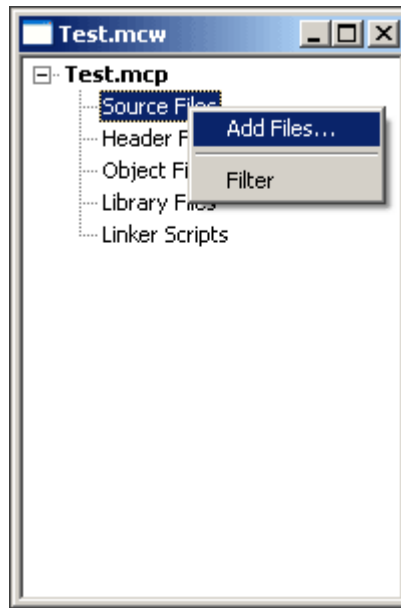 Test.mcw
Test.mcp
Source Files
Add Files...
Header F
Object Fi
Filter
Library Files
Linker Scripts